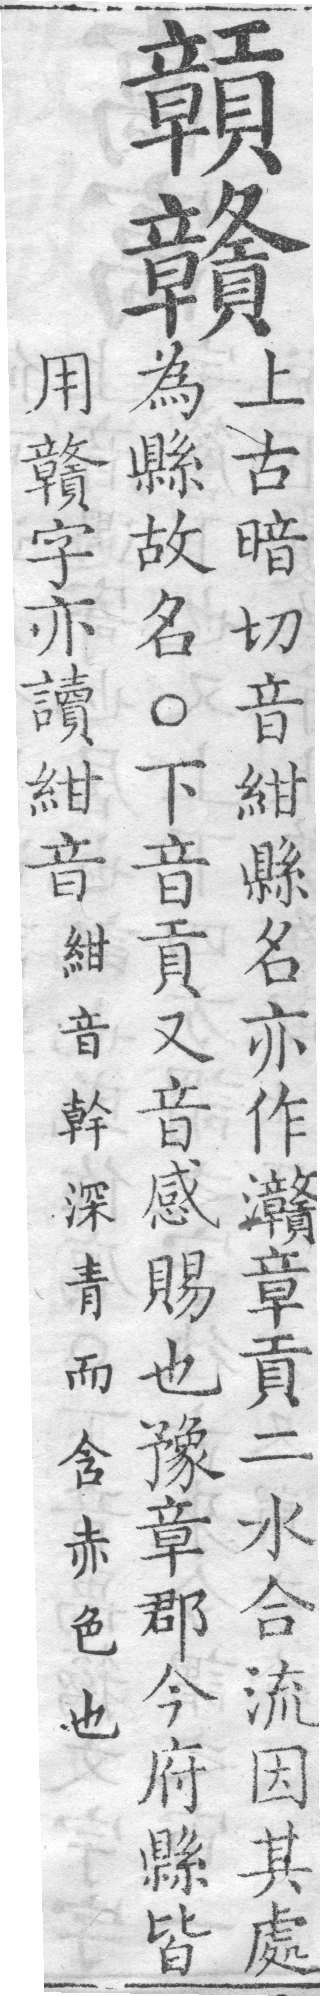 𥫔贛
上古暗切音紺縣名亦作灨章貢二水合流因其處
為縣故名○下音貢又音感賜也豫章郡今府縣皆
用贛字亦讀紺音紺音幹深青而含赤色也